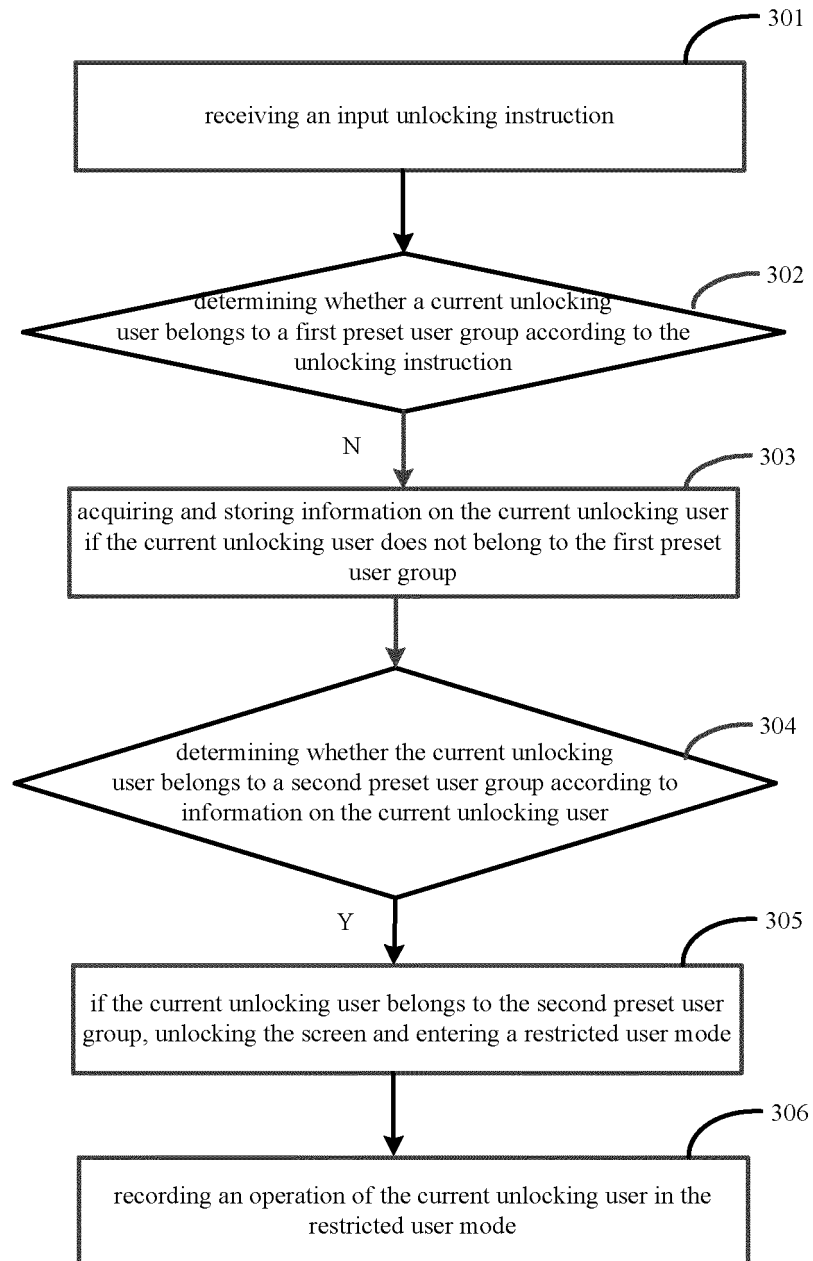 301
receiving an input unlocking instruction
302
determining whether a current unlocking
user belongs to a first preset user group according to the
unlocking instruction
N
303
acquiring and storing information on the current unlocking user
if the current unlocking user does not belong to the first preset
user group
304
determining whether the current unlocking
user belongs to a second preset user group according to
information on the current unlocking user
Y
305
if the current unlocking user belongs to the second preset user
group, unlocking the screen and entering a restricted user mode
306
recording an operation of the current unlocking user in the
restricted user mode